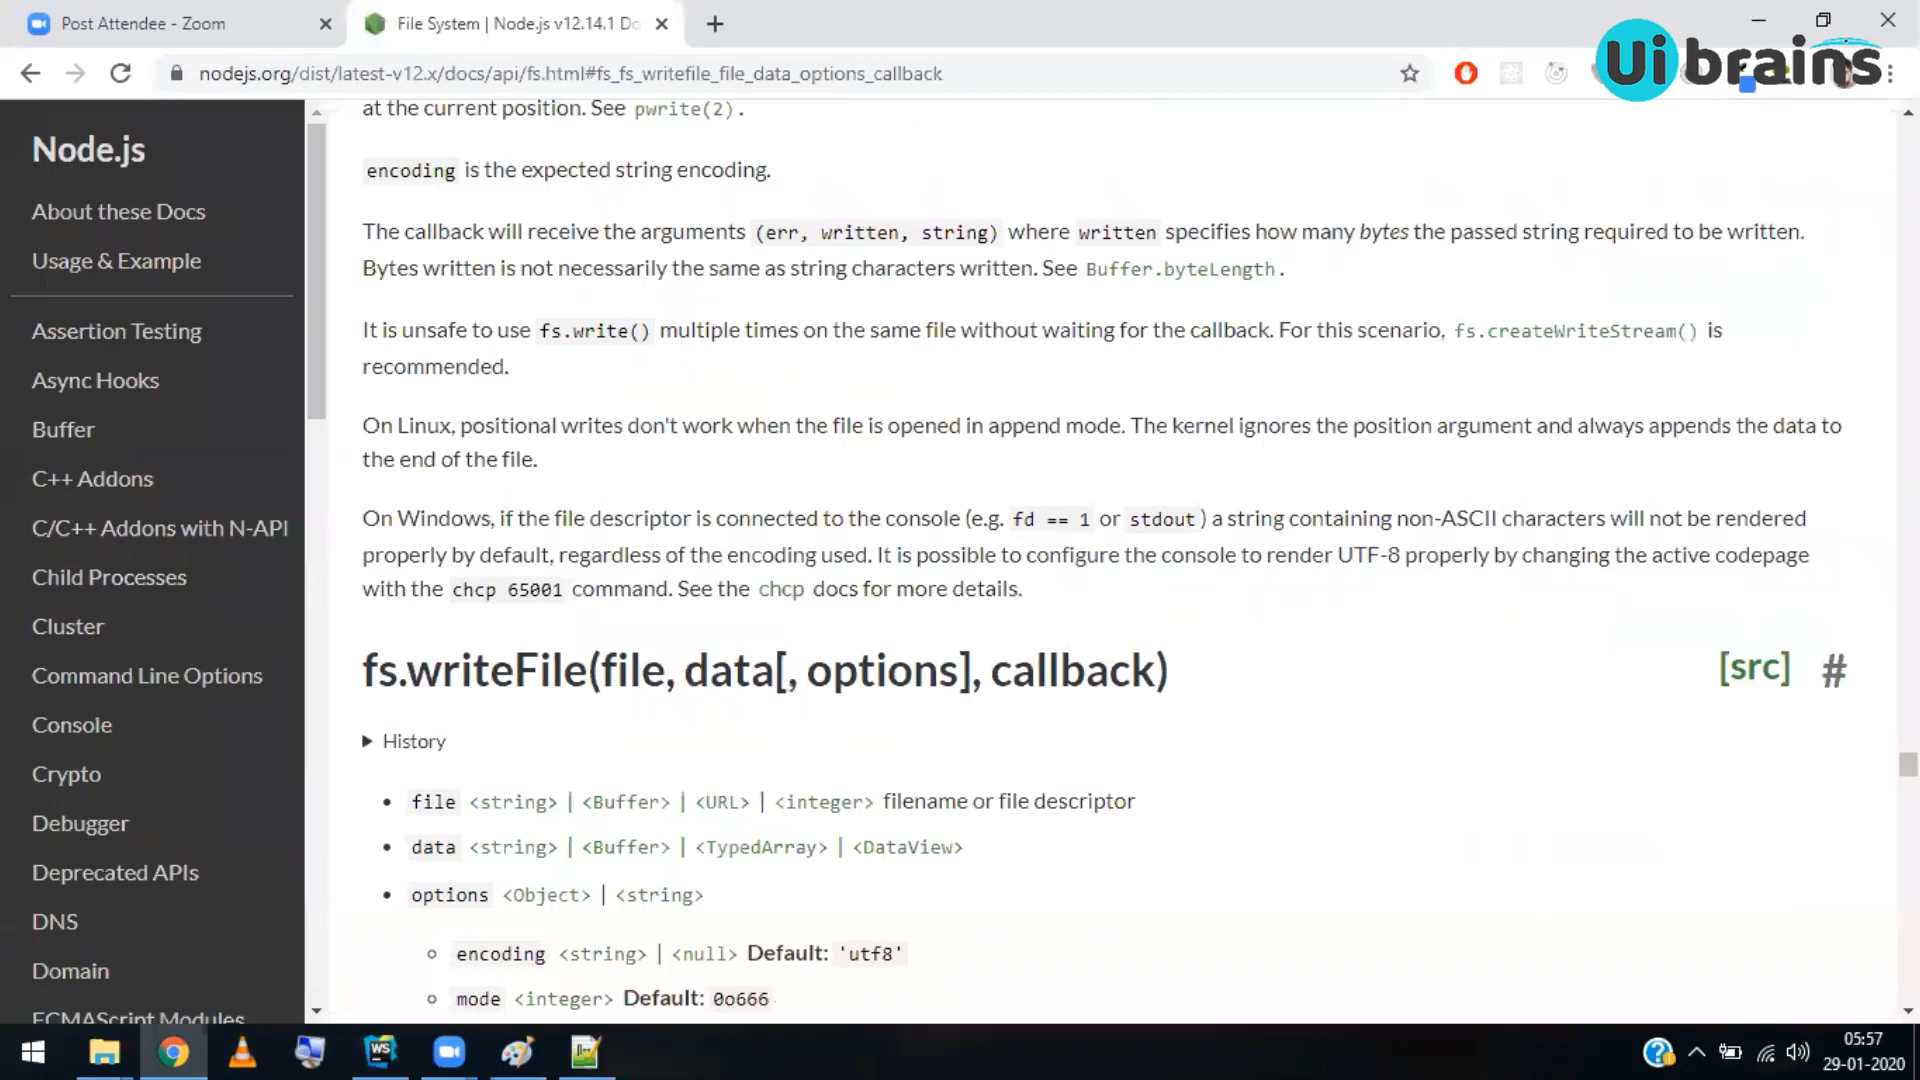 Post Attendee - Zoom
File System | Node.js v12.14.1 Do
Ui brains
nodejs.org/dist/latest-v12.x/docs/api/fs.html#fs_fs_writefile_file_data_options_callback
Node.js
About these Docs
Usage & Example
Assertion Testing
Async Hooks
Buffer
C++ Addons
C/C++ Addons with N-API
Child Processes
Cluster
Command Line Options
Console
Crypto
Debugger
Deprecated APIs
DNS
Domain
ECMAScript Modules
at the current position. See pwrite(2).
encoding is the expected string encoding.
The callback will receive the arguments (err, written, string) where written specifies how many bytes the passed string required to be written.
Bytes written is not necessarily the same as string characters written. See Buffer.byteLength.
It is unsafe to use fs.write() multiple times on the same file without waiting for the callback. For this scenario, fs.createWriteStream() is
recommended.
On Linux, positional writes don't work when the file is opened in append mode. The kernel ignores the position argument and always appends the data to
the end of the file.
On Windows, if the file descriptor is connected to the console (e.g. fd == 1 or stdout) a string containing non-ASCII characters will not be rendered
properly by default, regardless of the encoding used. It is possible to configure the console to render UTF-8 properly by changing the active codepage
with the chcp 65001 command. See the chcp docs for more details.
fs.writeFile(file, data[, options], callback)
[src] #
History
• file <string> | <Buffer> | <URL> | <integer> filename or file descriptor
• data <string> | <Buffer> | <TypedArray> | <DataView>
• options <Object> | <string>
encoding <string> | <null> Default: 'utf8'
mode <integer> Default: 0o666
WS
05:57
29-01-2020